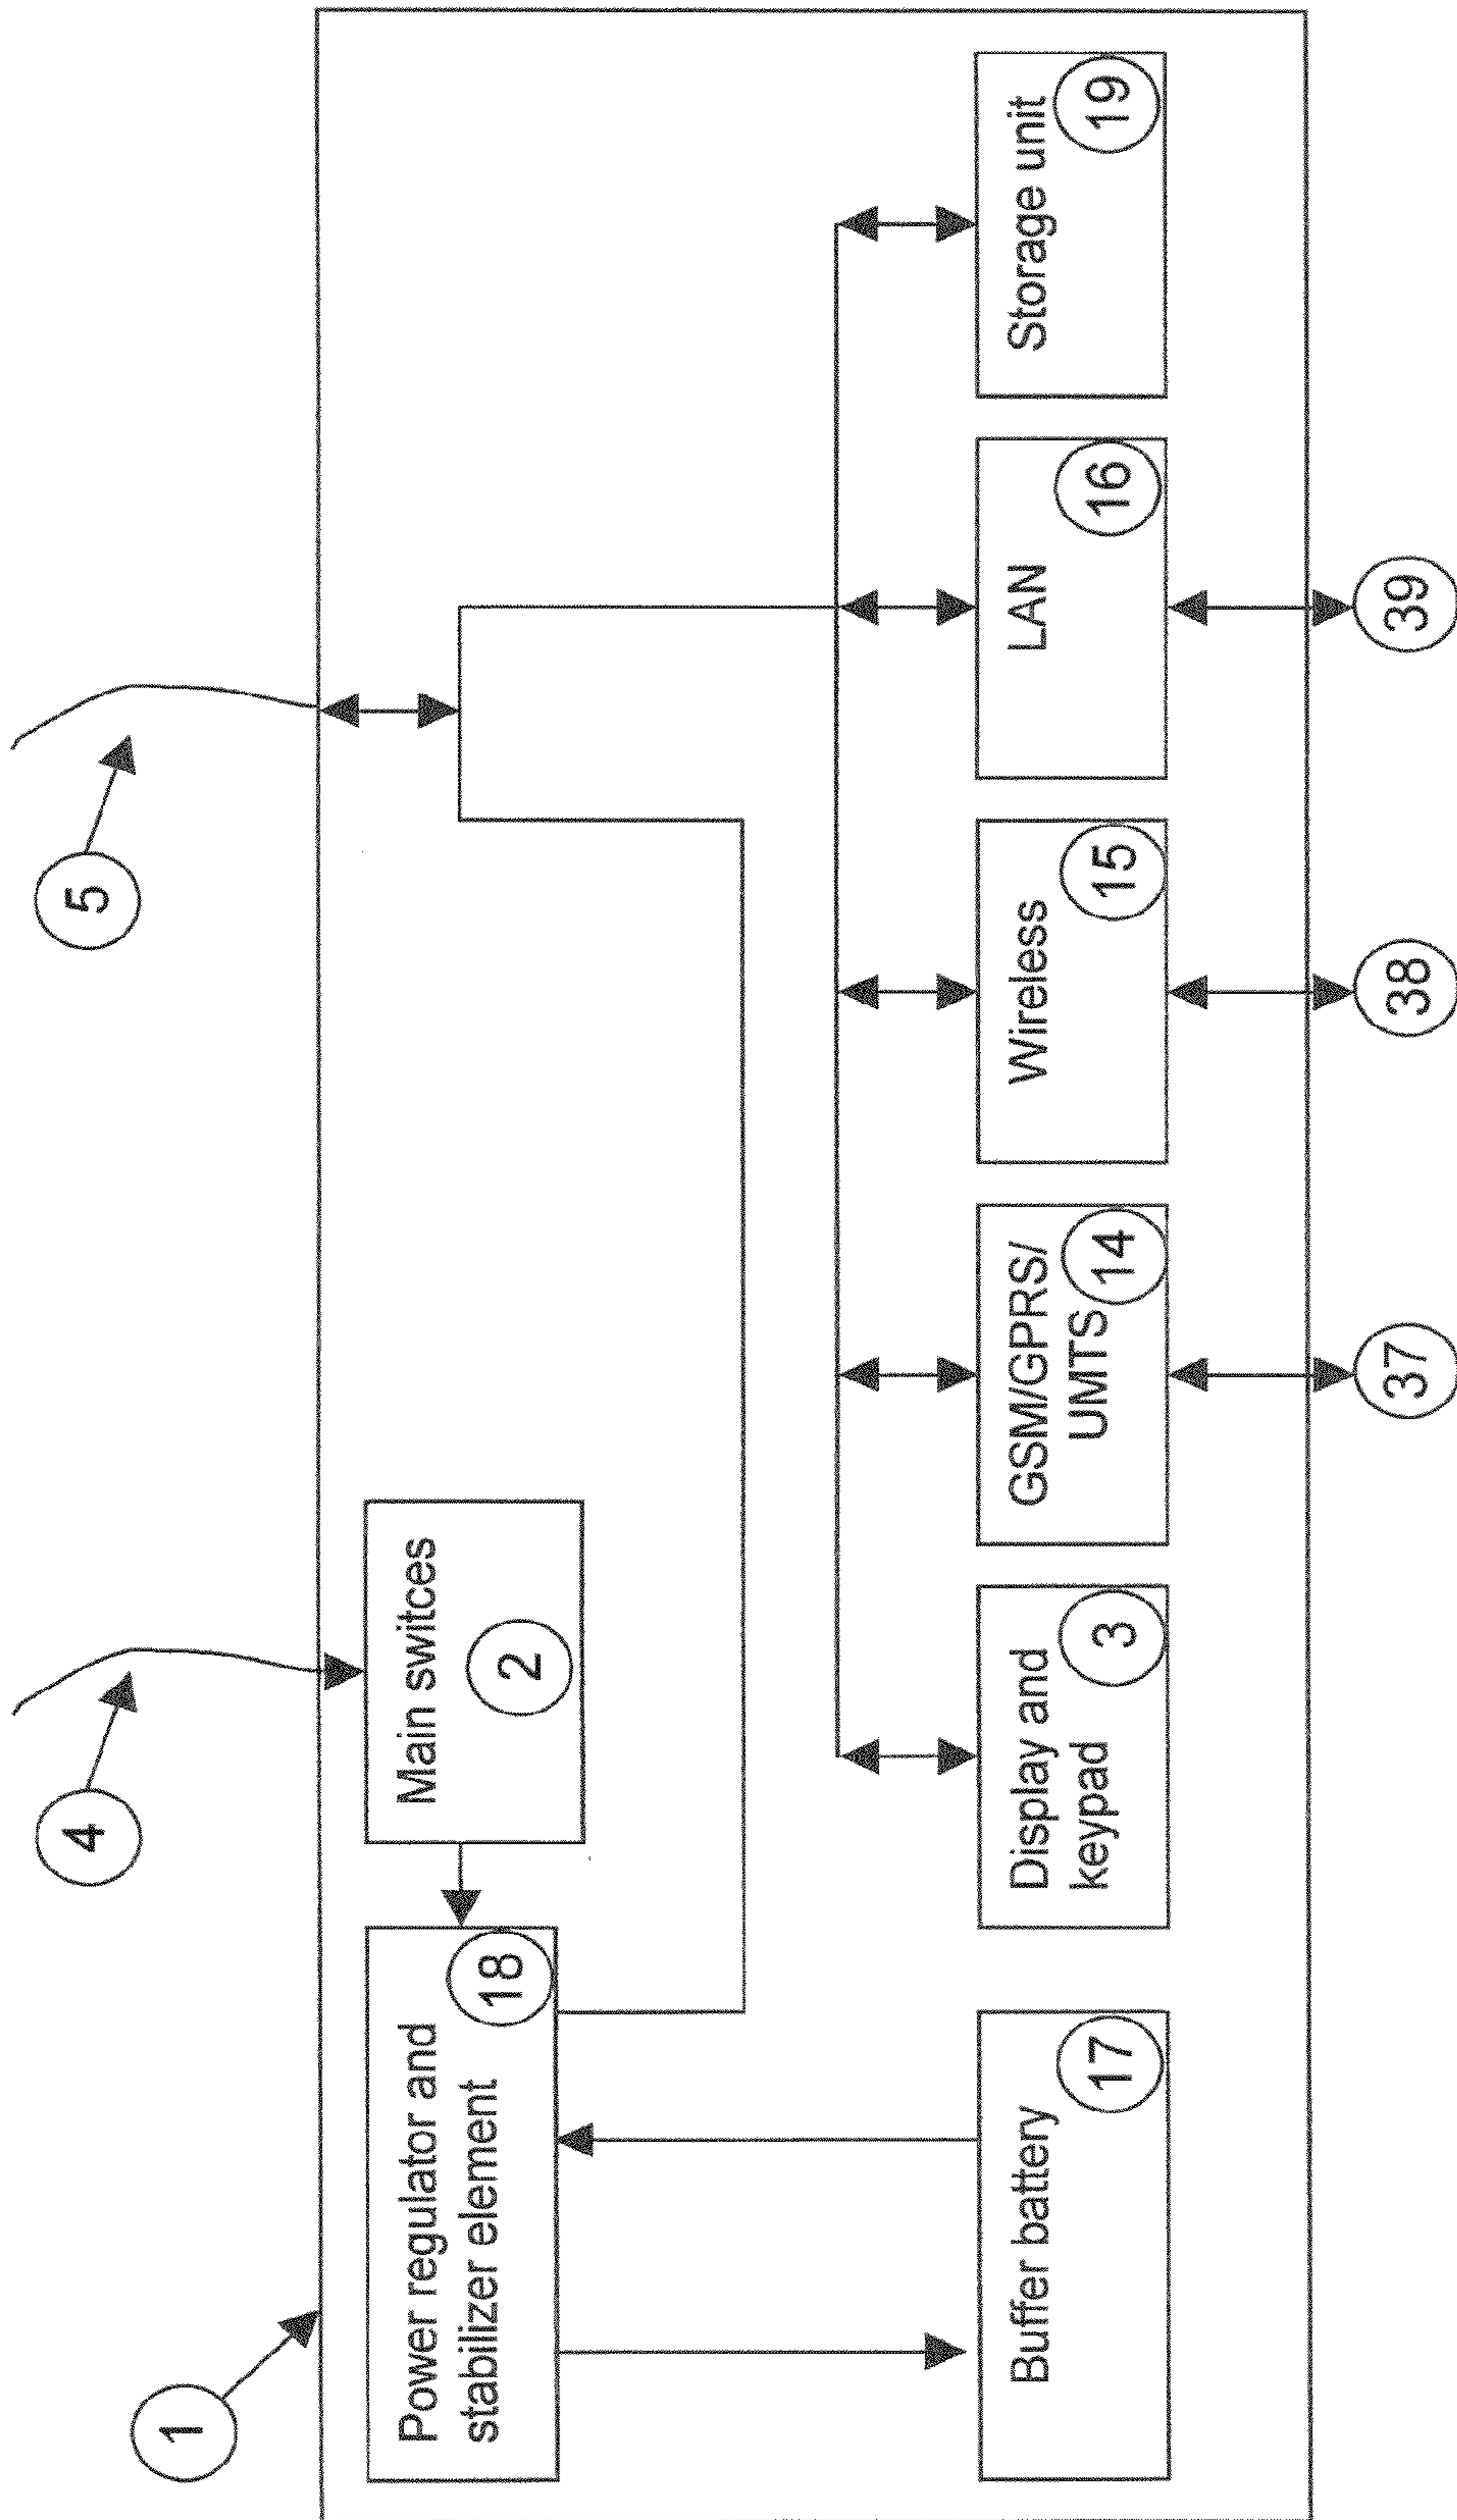 1
4
5
Power regulator and
stabilizer element
18
Main switces
2
Buffer battery
17
Display and
keypad
3
GSM/GPRS/
UMTS
14
Wireless
15
LAN
16
Storage unit
19
37
38
39